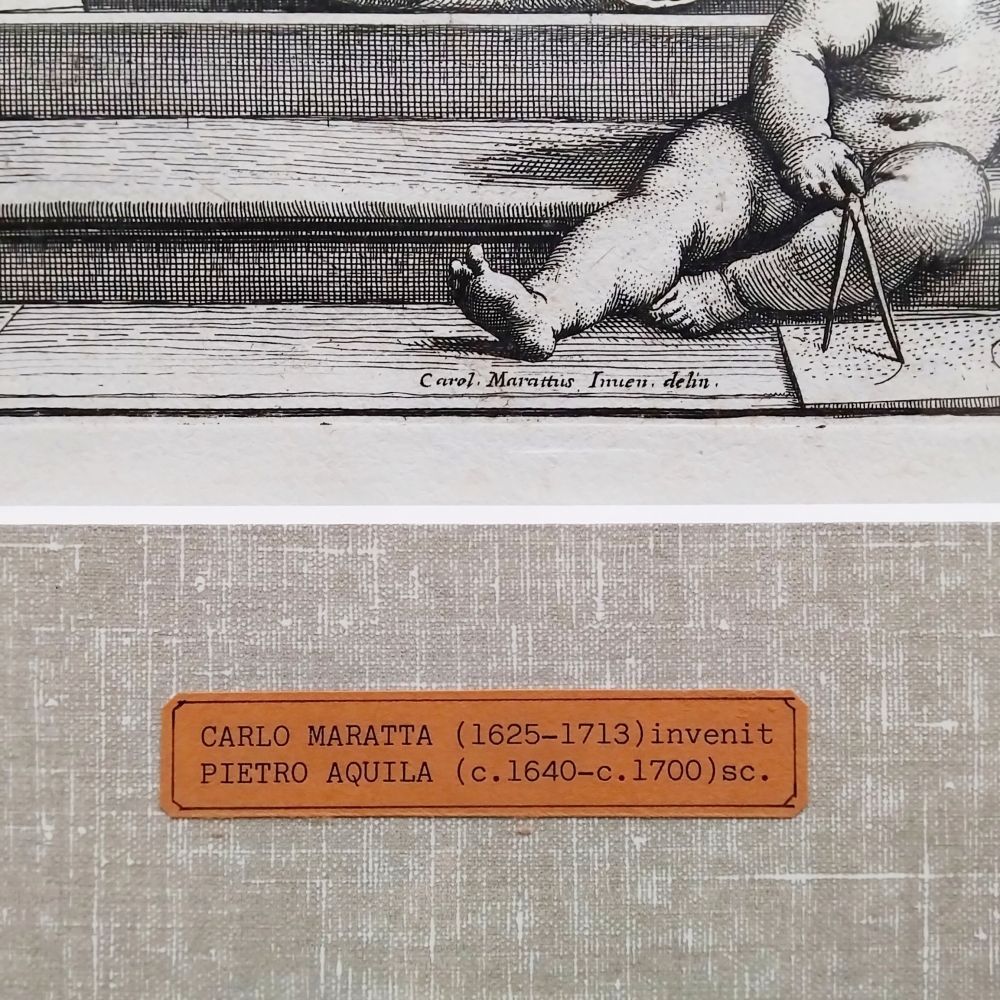 Carol. Marattus Inuen. delin.
CARLO MARATTA (1625-1713)invenit
PIETRO AQUILA (c.1640-c.1700)sc.